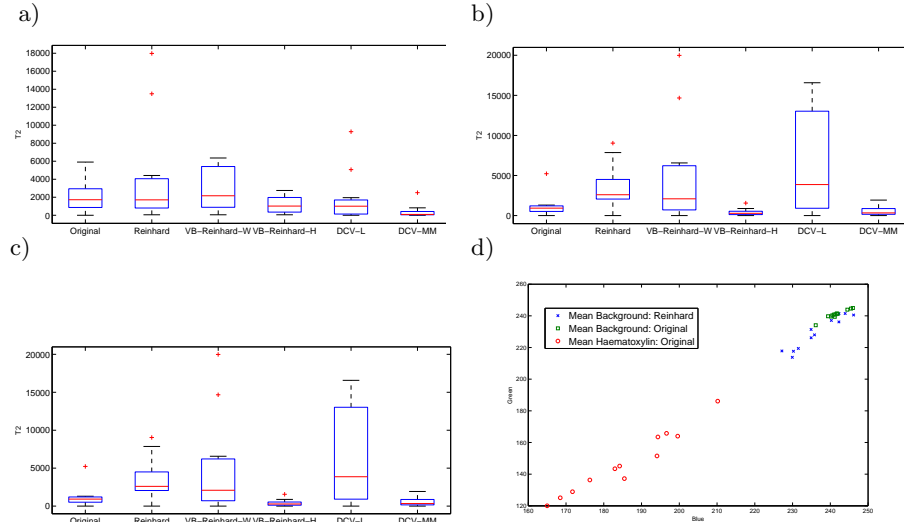 a)
18000
16000
14000
12000
10000
8000
6000
4000
2000
0
T2
Original Reinhard VB−Reinhard−W VB−Reinhard−H DCV−L DCV−MM
b)
20000
15000
10000
5000
0
T2
Original Reinhard VB−Reinhard−W VB−Reinhard−H DCV−L DCV−MM
c)
20000
15000
10000
5000
0
T2
Original Reinhard VB−Reinhard−W VB−Reinhard−H DCV−L DCV−MM
d)
260
240
220
200
180
160
140
120
Green
Mean Background: Reinhard
Mean Background: Original
Mean Haematoxylin: Original
160 170 180 190 200 210 220 230 240 250
Blue